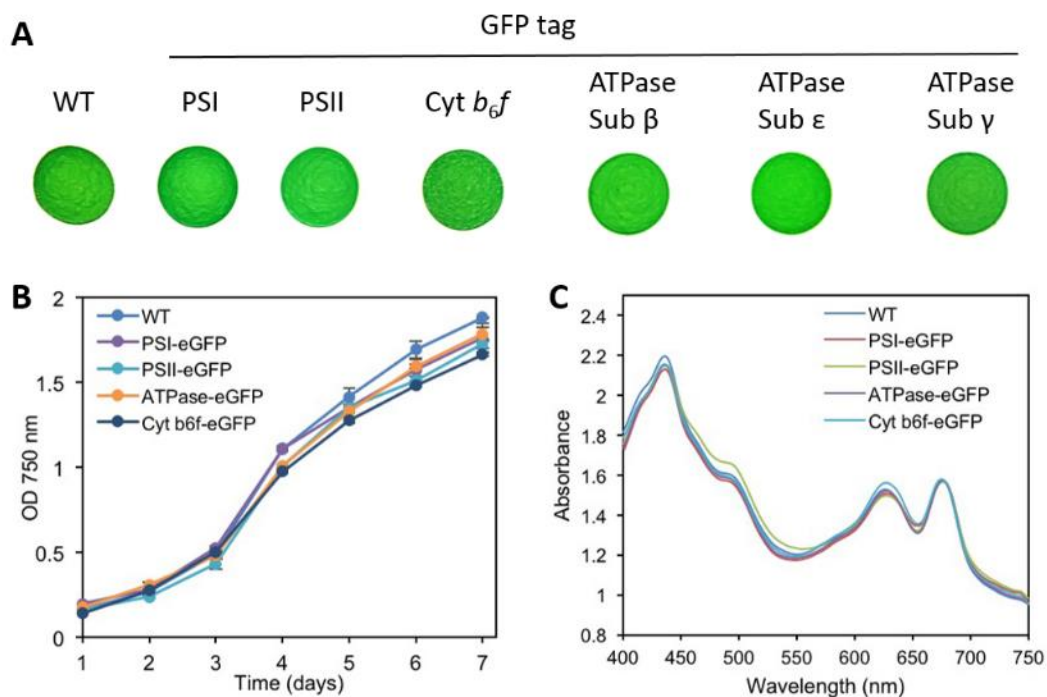 A
GFP tag
WT
PSI
PSII
Cyt b₆f
ATPase
Sub β
ATPase
Sub ε
ATPase
Sub γ
B
2
1.5
1
0.5
0
OD 750 nm
WT
PSI-eGFP
PSII-eGFP
ATPase-eGFP
Cyt b6f-eGFP
1 2 3 4 5 6 7
Time (days)
C
2.4
2.2
2
1.8
1.6
1.4
1.2
1
0.8
Absorbance
WT
PSI-eGFP
PSII-eGFP
ATPase-eGFP
Cyt b6f-eGFP
400 450 500 550 600 650 700 750
Wavelength (nm)